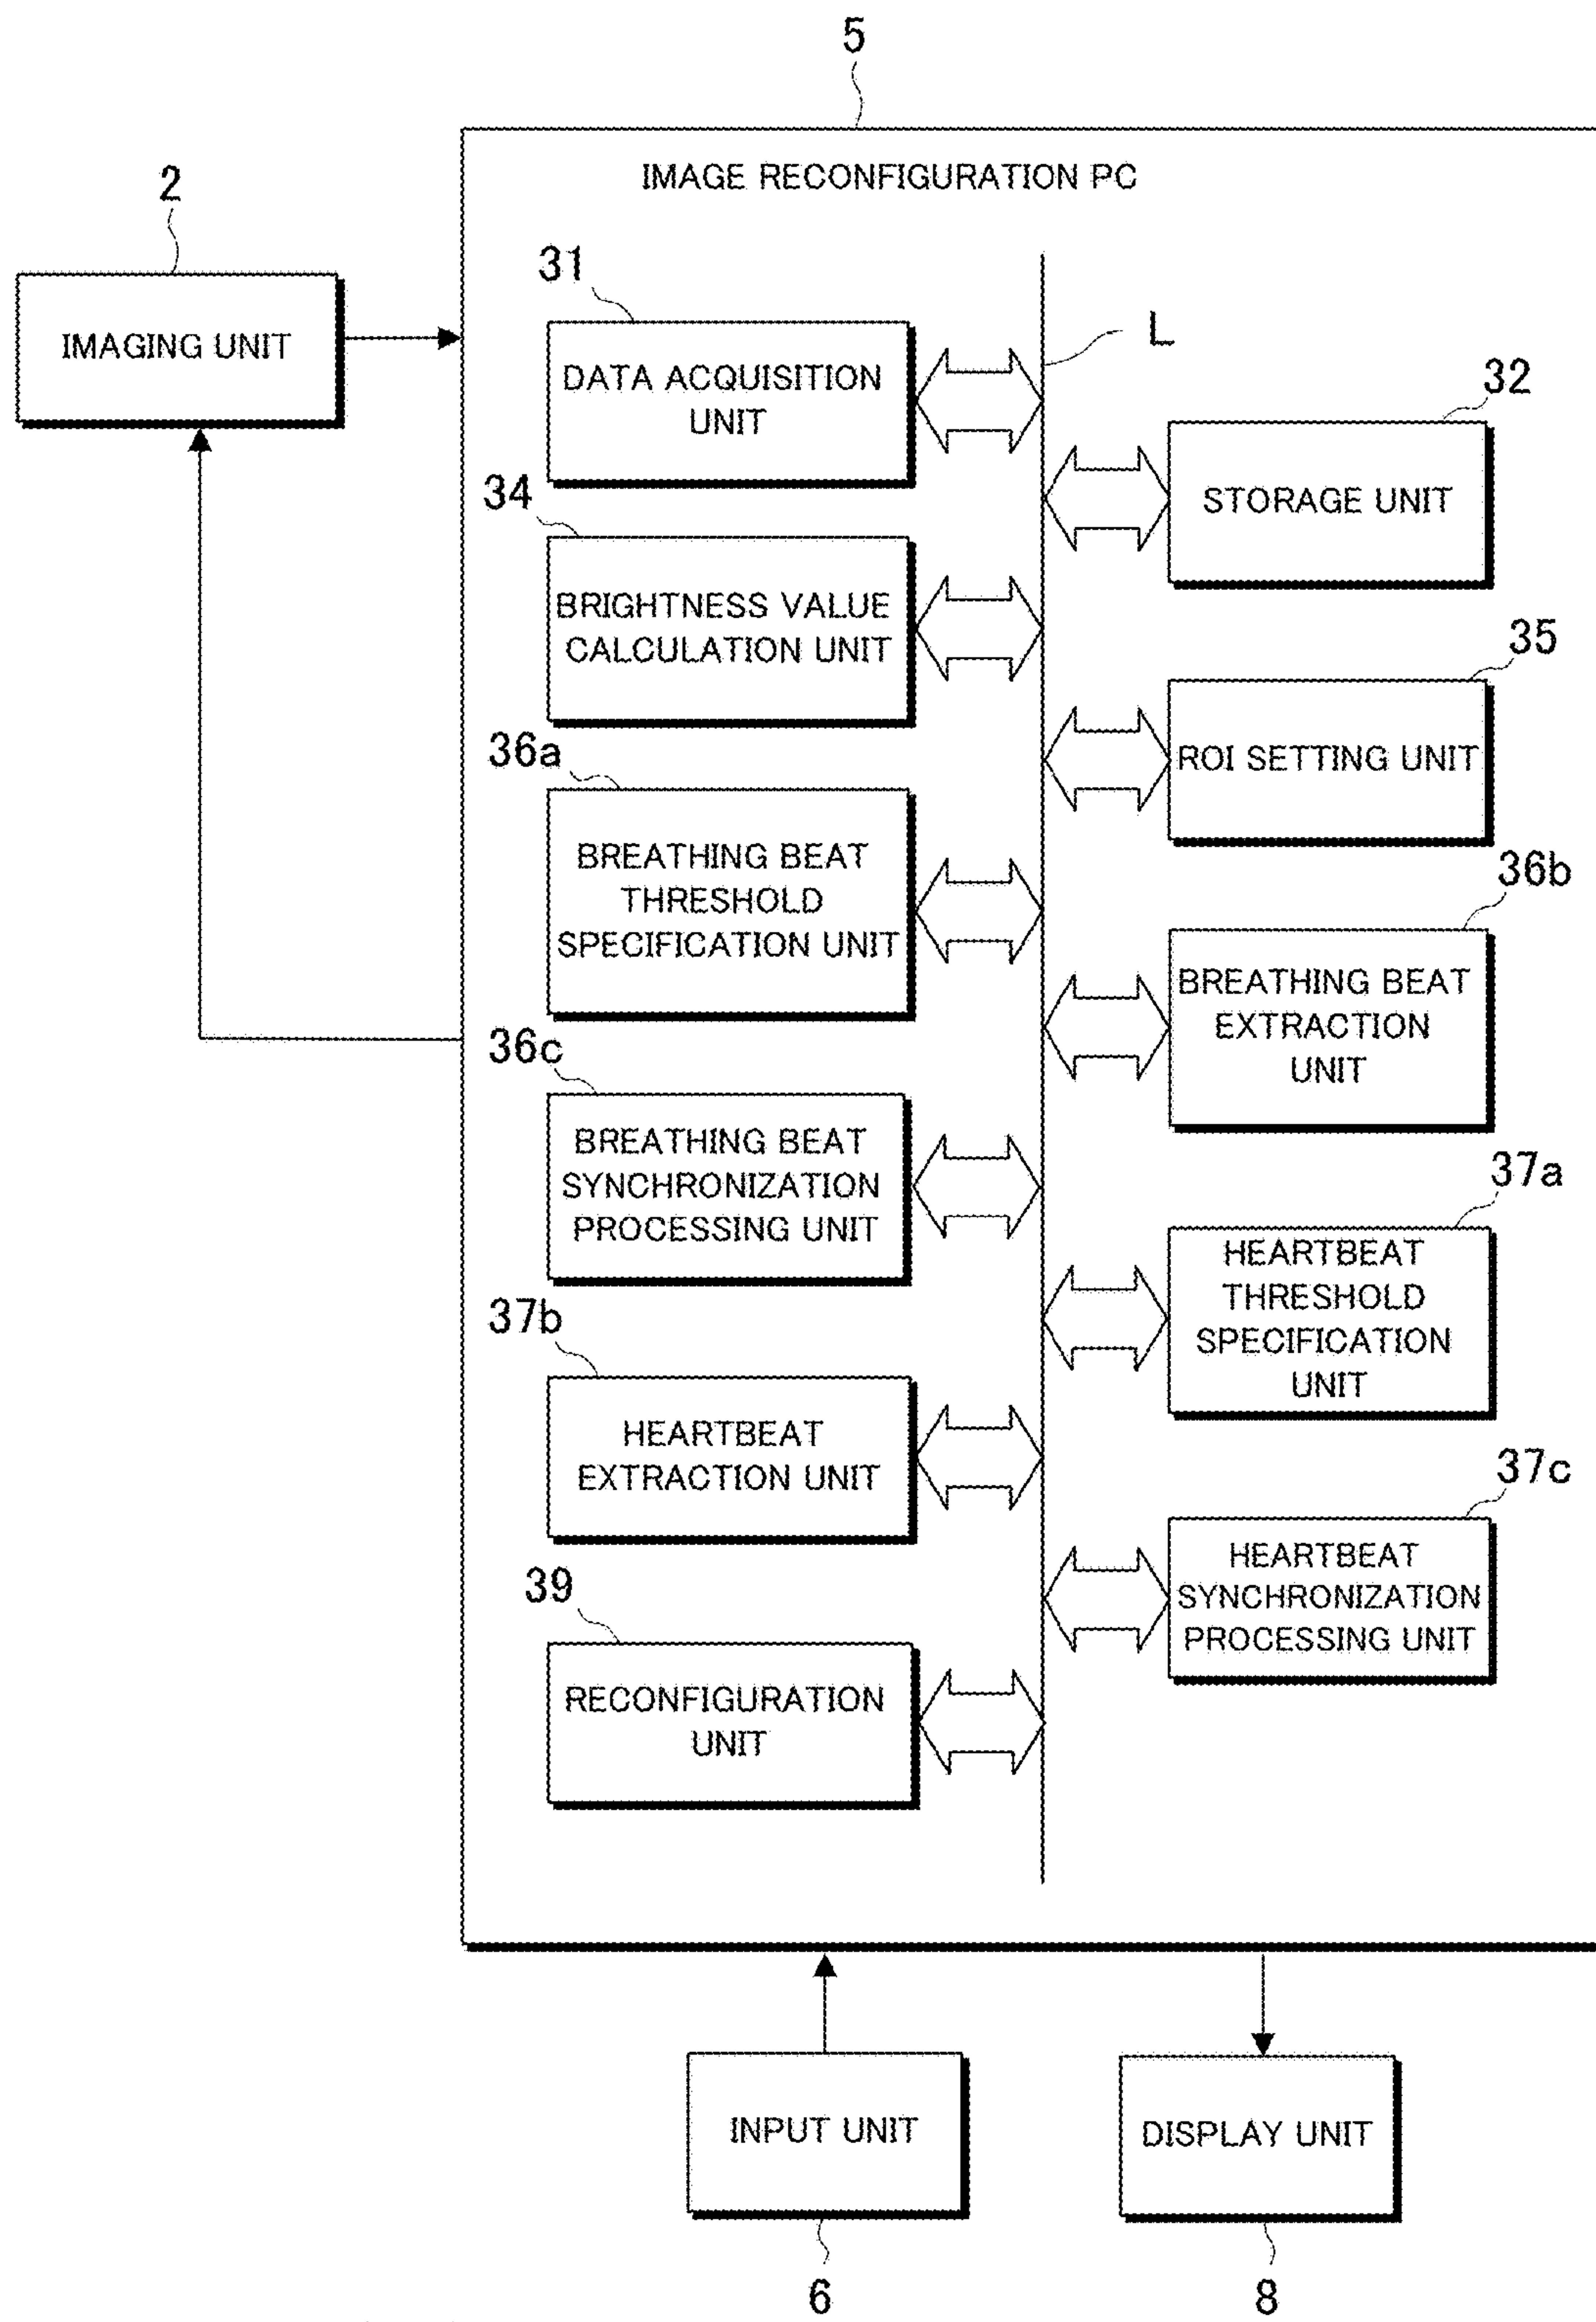 5
IMAGE RECONFIGURATION PC
2
IMAGING UNIT
31
DATA ACQUISITION
UNIT
L
32
STORAGE UNIT
34
BRIGHTNESS VALUE
CALCULATION UNIT
35
ROI SETTING UNIT
36a
BREATHING BEAT
THRESHOLD
SPECIFICATION UNIT
36b
BREATHING BEAT
EXTRACTION
UNIT
36c
BREATHING BEAT
SYNCHRONIZATION
PROCESSING UNIT
37a
HEARTBEAT
THRESHOLD
SPECIFICATION
UNIT
37b
HEARTBEAT
EXTRACTION UNIT
37c
HEARTBEAT
SYNCHRONIZATION
PROCESSING UNIT
39
RECONFIGURATION
UNIT
INPUT UNIT
6
DISPLAY UNIT
8